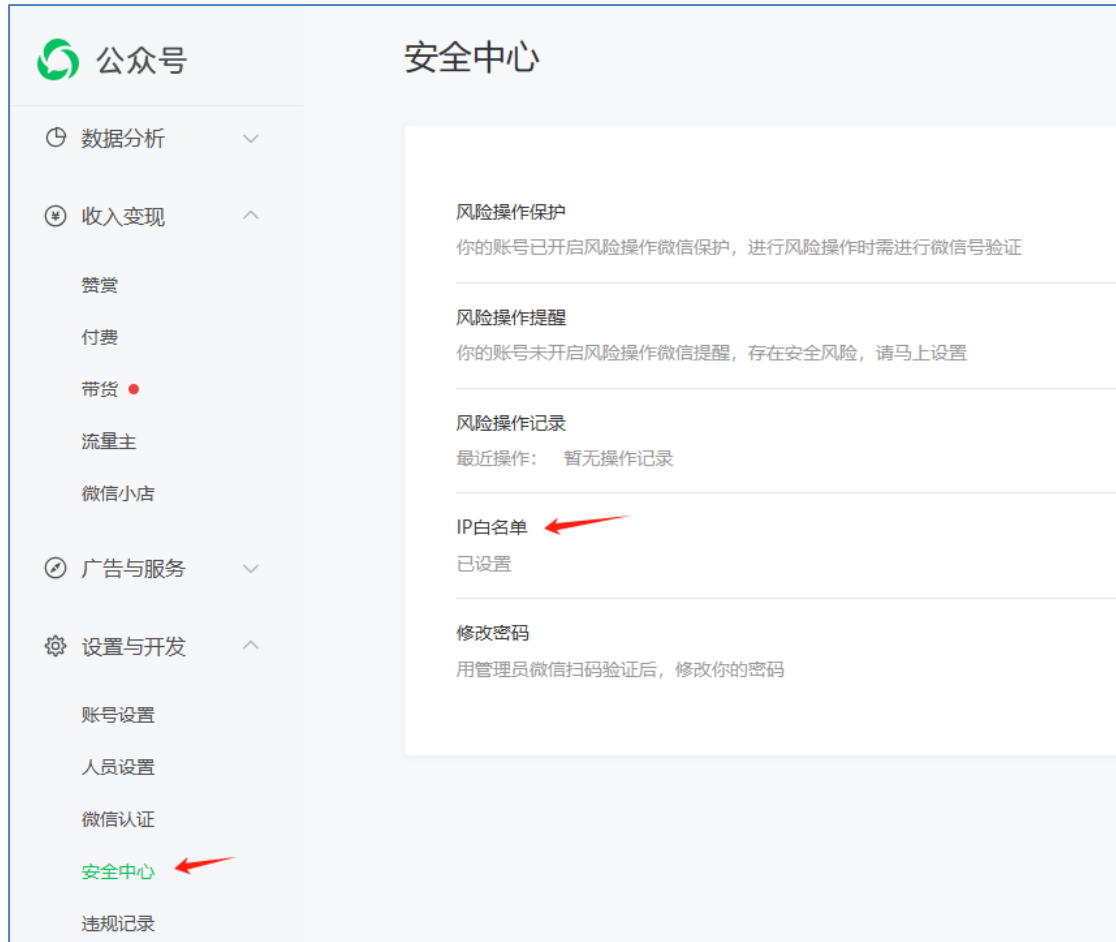 公众号
数据分析
收入变现
赞赏
付费
带货
流量主
微信小店
广告与服务
设置与开发
账号设置
人员设置
微信认证
安全中心
违规记录
安全中心
风险操作保护
你的账号已开启风险操作微信保护，进行风险操作时需进行微信号验证
风险操作提醒
你的账号未开启风险操作微信提醒，存在安全风险，请马上设置
风险操作记录
最近操作： 暂无操作记录
IP白名单
已设置
修改密码
用管理员微信扫码验证后，修改你的密码